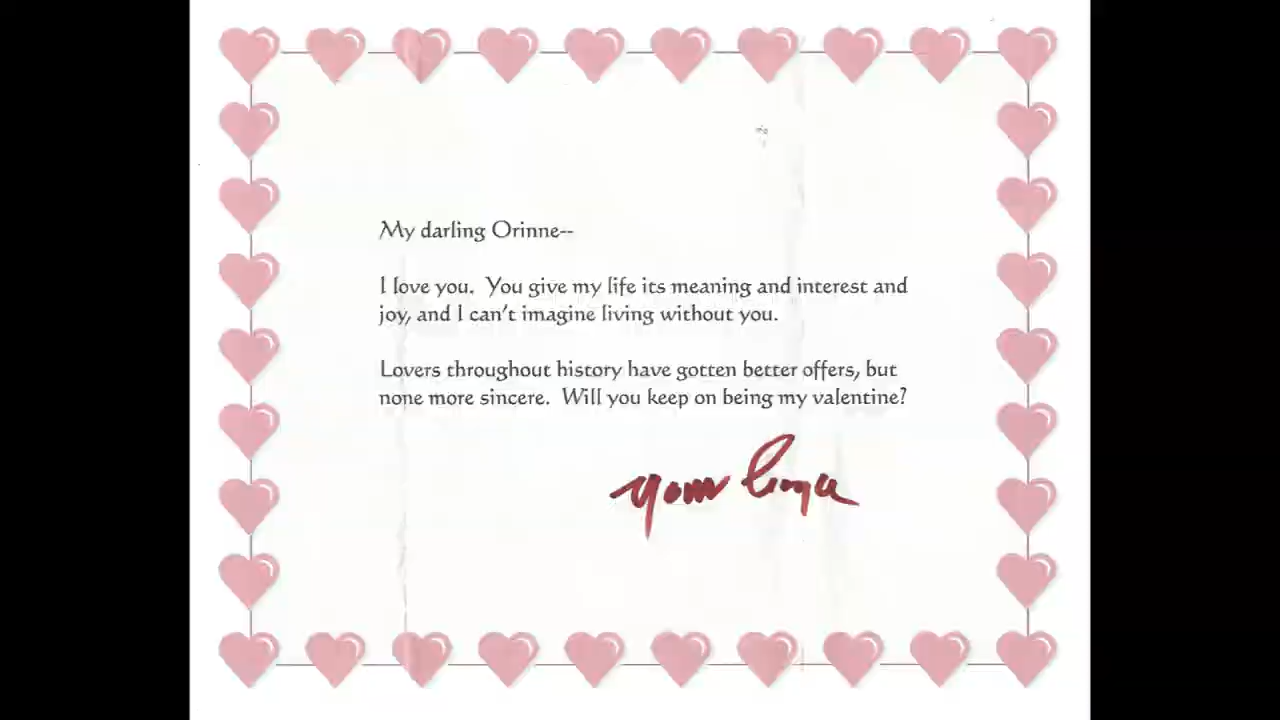 My darling Orinne--
I love you. You give my life its meaning and interest and
joy, and I can't imagine living without you.
Lovers throughout history have gotten better offers, but
none more sincere. Will you keep on being my valentine?
your